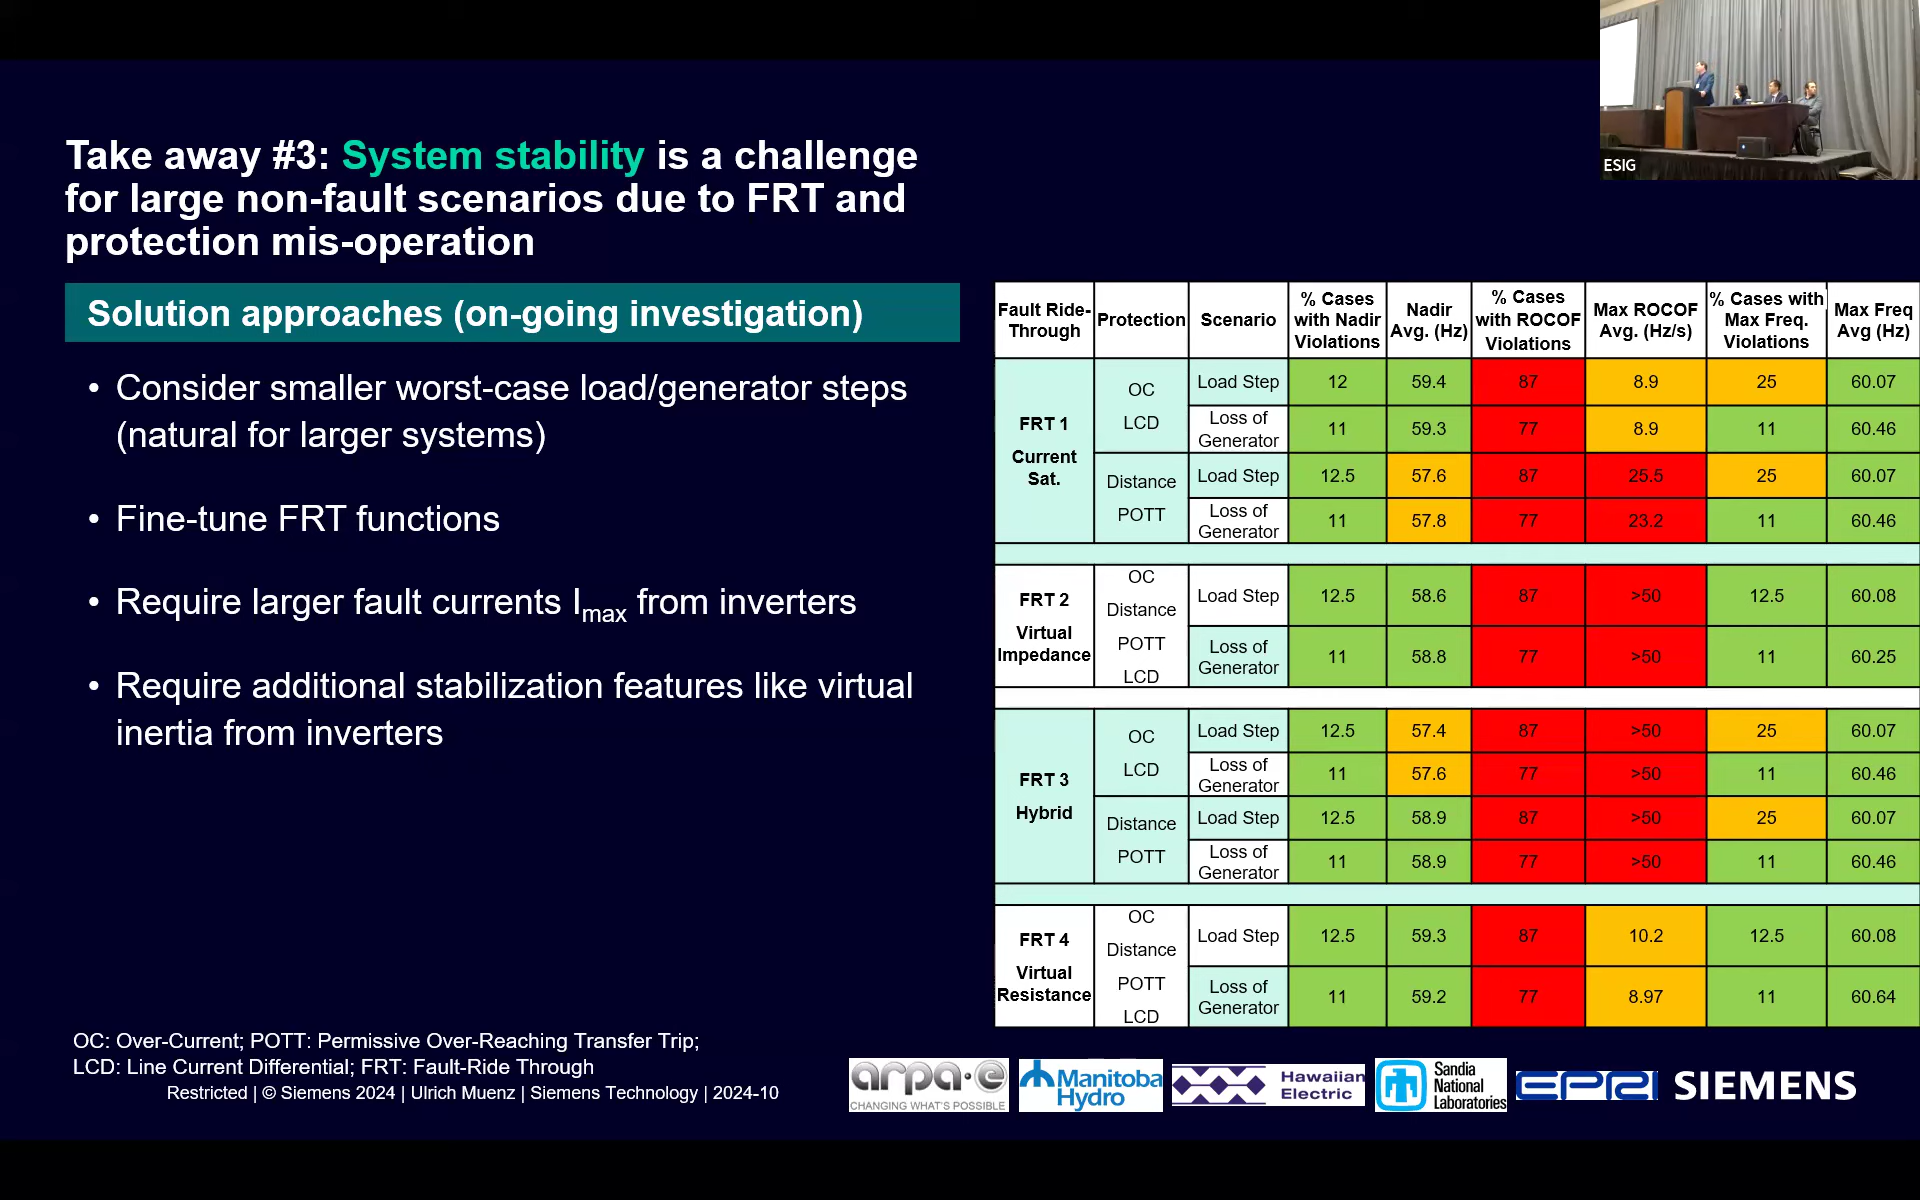 ESIG
Take away #3: System stability is a challenge
for large non-fault scenarios due to FRT and
protection mis-operation
Solution approaches (on-going investigation)
• Consider smaller worst-case load/generator steps
(natural for larger systems)
• Fine-tune FRT functions
• Require larger fault currents Imax from inverters
• Require additional stabilization features like virtual
inertia from inverters
Fault Ride-Through Protection Scenario % Cases with Nadir Violations Nadir Avg. (Hz) % Cases with ROCOF Violations Max ROCOF Avg. (Hz/s) % Cases with Max Freq. Violations Max Freq Avg (Hz)
FRT 1 Current Sat. OC LCD Load Step 12 59.4 87 8.9 25 60.07
Loss of Generator 11 59.3 77 8.9 11 60.46
Distance POTT Load Step 12.5 57.6 87 25.5 25 60.07
Loss of Generator 11 57.8 77 23.2 11 60.46
FRT 2 Virtual Impedance OC Distance POTT LCD Load Step 12.5 58.6 87 >50 12.5 60.08
Loss of Generator 11 58.8 77 >50 11 60.25
FRT 3 Hybrid OC LCD Load Step 12.5 57.4 87 >50 25 60.07
Loss of Generator 11 57.6 77 >50 11 60.46
Distance POTT Load Step 12.5 58.9 87 >50 25 60.07
Loss of Generator 11 58.9 77 >50 11 60.46
FRT 4 Virtual Resistance OC Distance POTT LCD Load Step 12.5 59.3 87 10.2 12.5 60.08
Loss of Generator 11 59.2 77 8.97 11 60.64
OC: Over-Current; POTT: Permissive Over-Reaching Transfer Trip;
LCD: Line Current Differential; FRT: Fault-Ride Through
Restricted | © Siemens 2024 | Ulrich Muenz | Siemens Technology | 2024-10
arpa·e
CHANGING WHAT'S POSSIBLE
Manitoba
Hydro
Hawaiian
Electric
Sandia
National
Laboratories
EPRI
SIEMENS